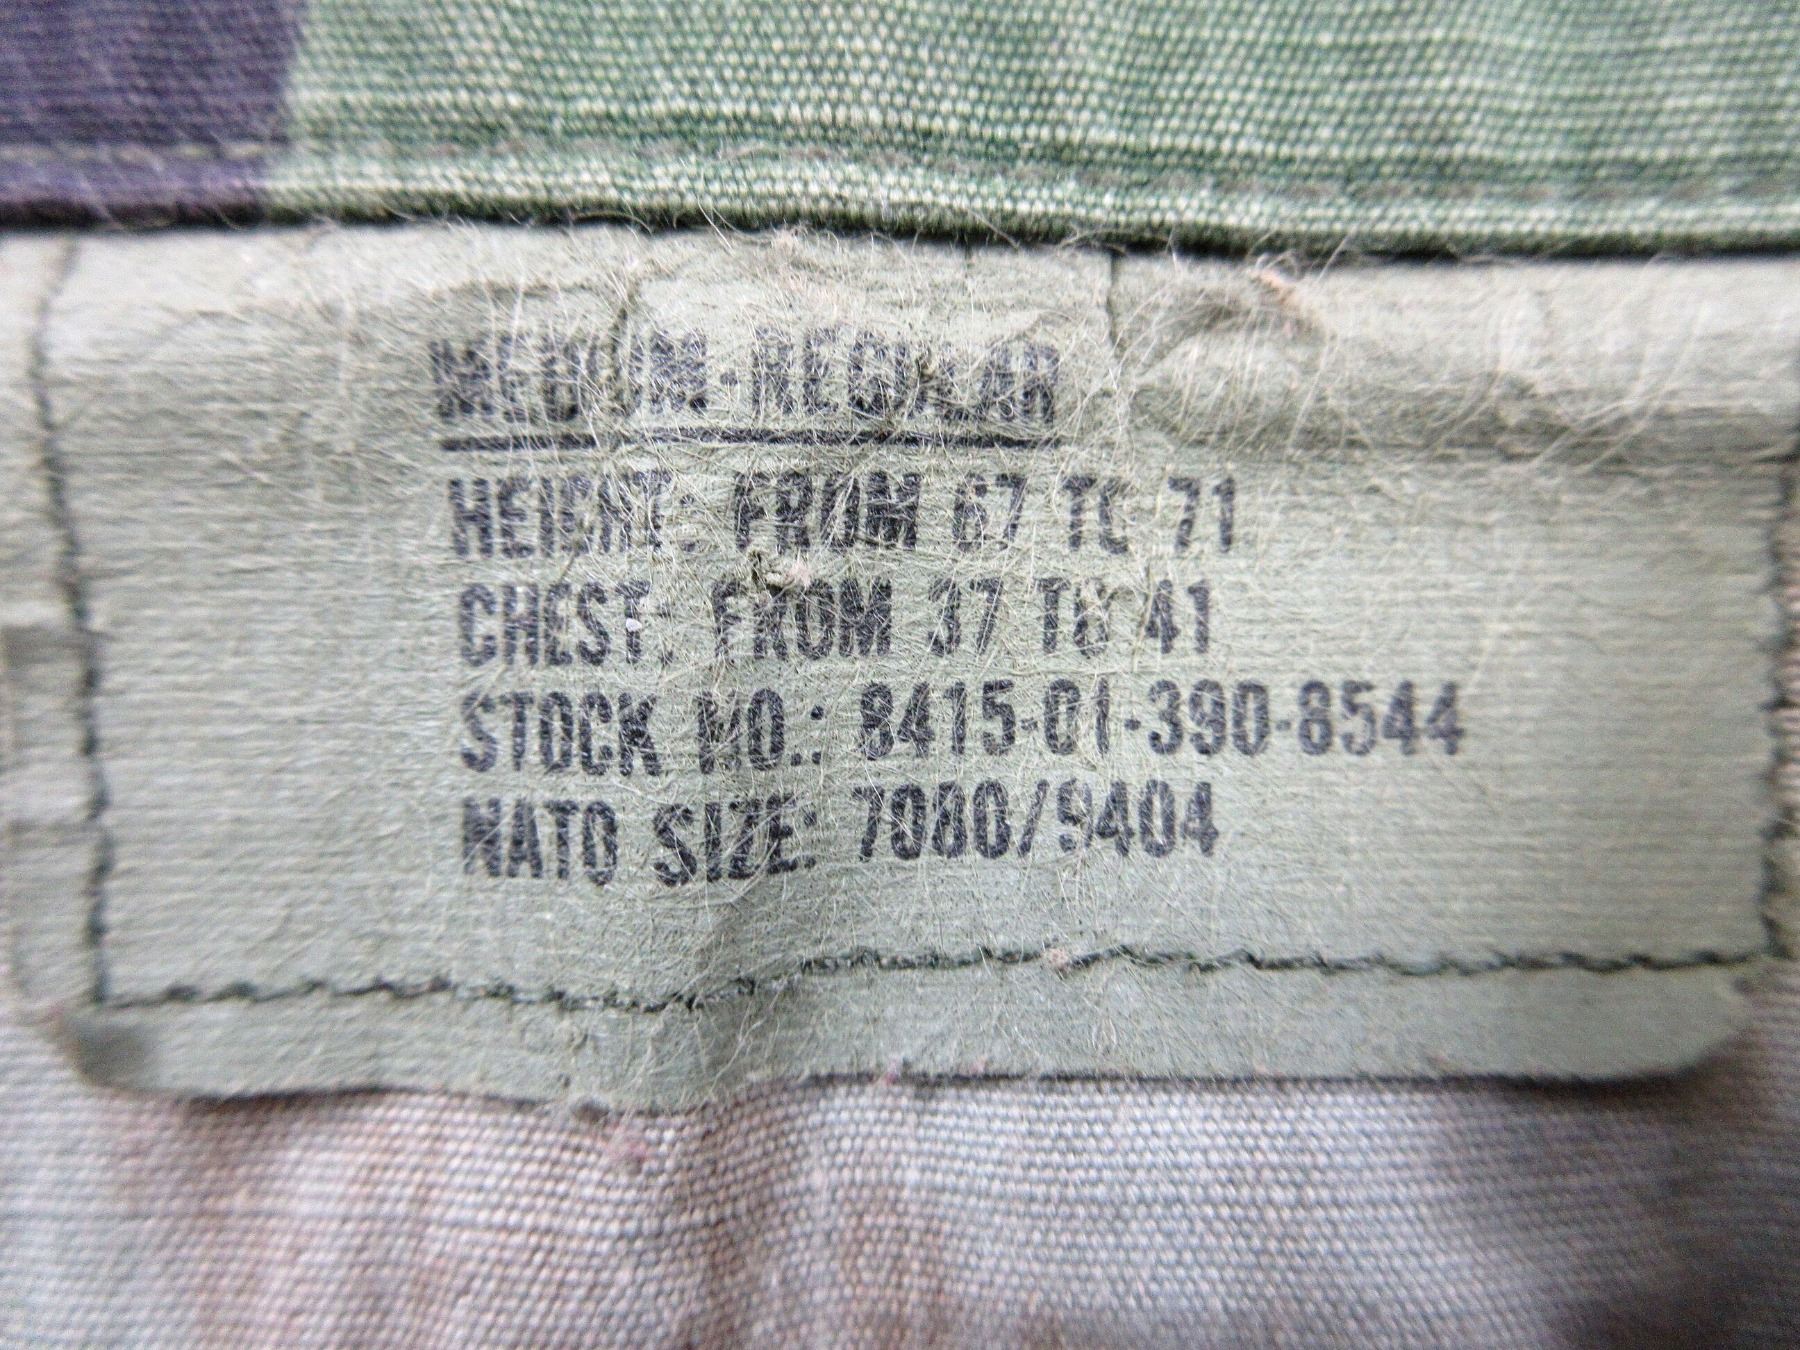 MEDIUM-REGULAR
HEIGHT: FROM 67 TO 71
CHEST: FROM 37 TO 41
STOCK NO.: 8415-01-390-8544
NATO SIZE: 7080/9404